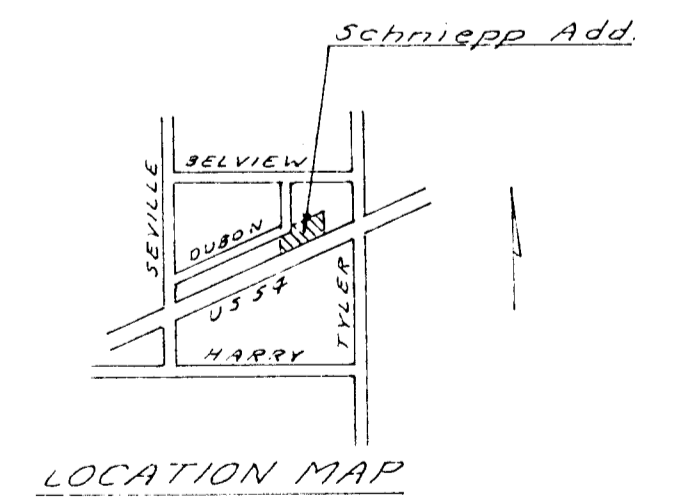 Schniepp Add.
BELVIEW
SEVILLE
DUBON
US 54
TYLER
HARRY
LOCATION MAP